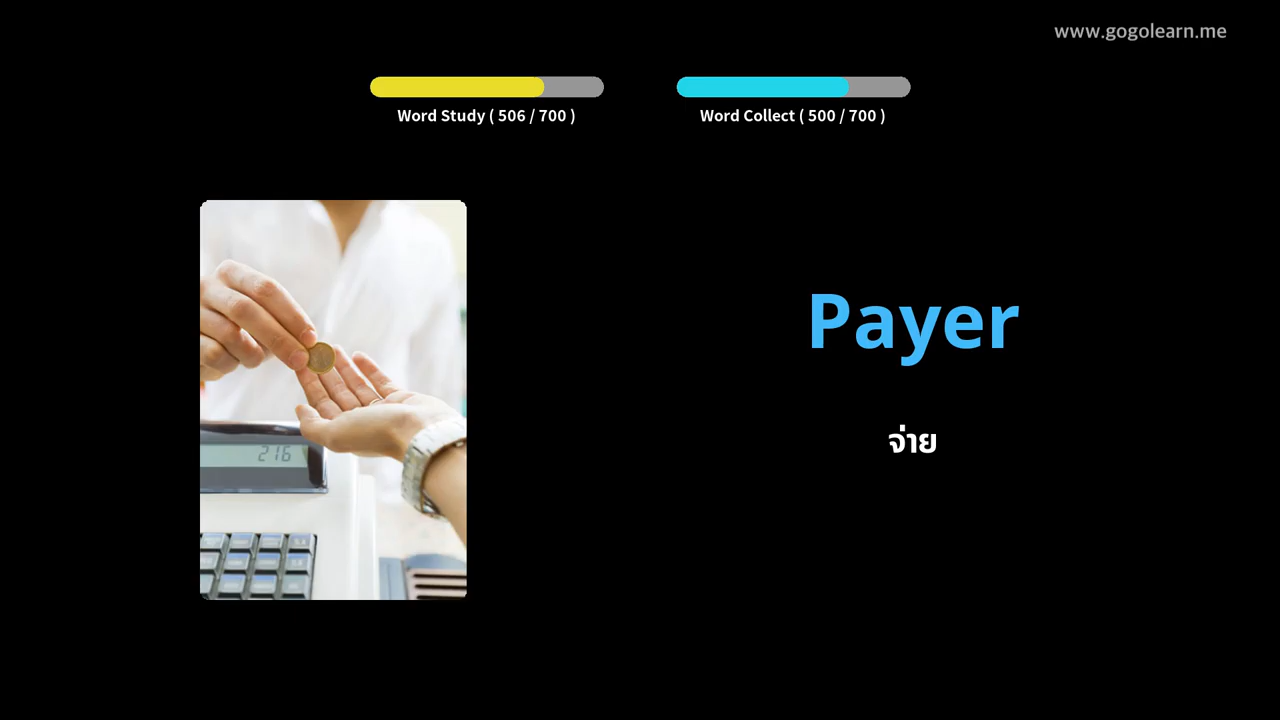 www.gogolearn.me
Word Study ( 506 / 700 )
Word Collect ( 500 / 700 )
Payer
จ่าย
216